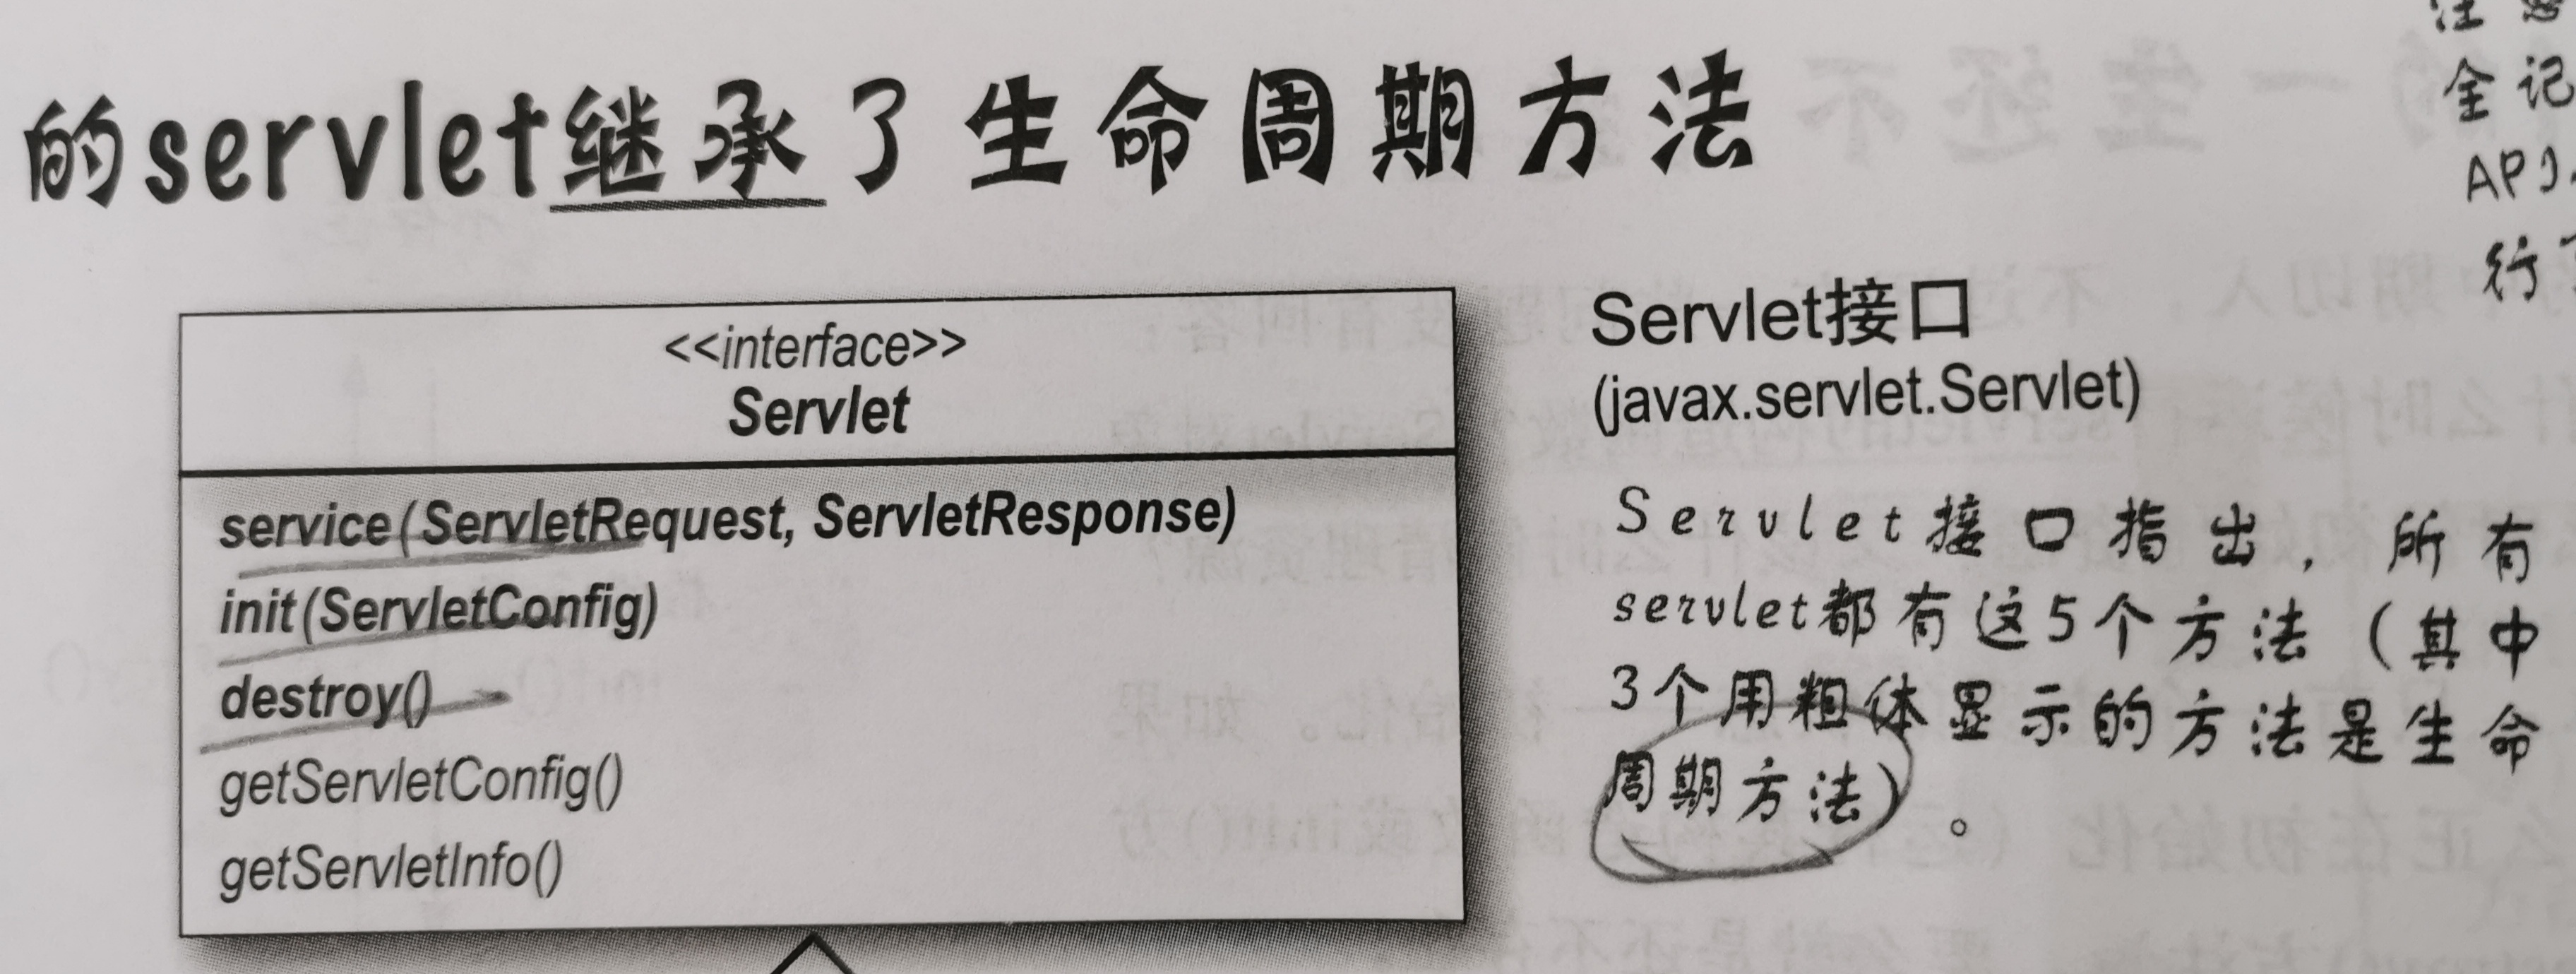 的servlet继承了生命周期方法
全记
API.
行
<<interface>>
Servlet
service(ServletRequest, ServletResponse)
init(ServletConfig)
destroy()
getServletConfig()
getServletInfo()
Servlet接口
(javax.servlet.Servlet)
Servlet接口指出，所有
servlet都有这5个方法（其中
3个用粗体显示的方法是生命
周期方法）。